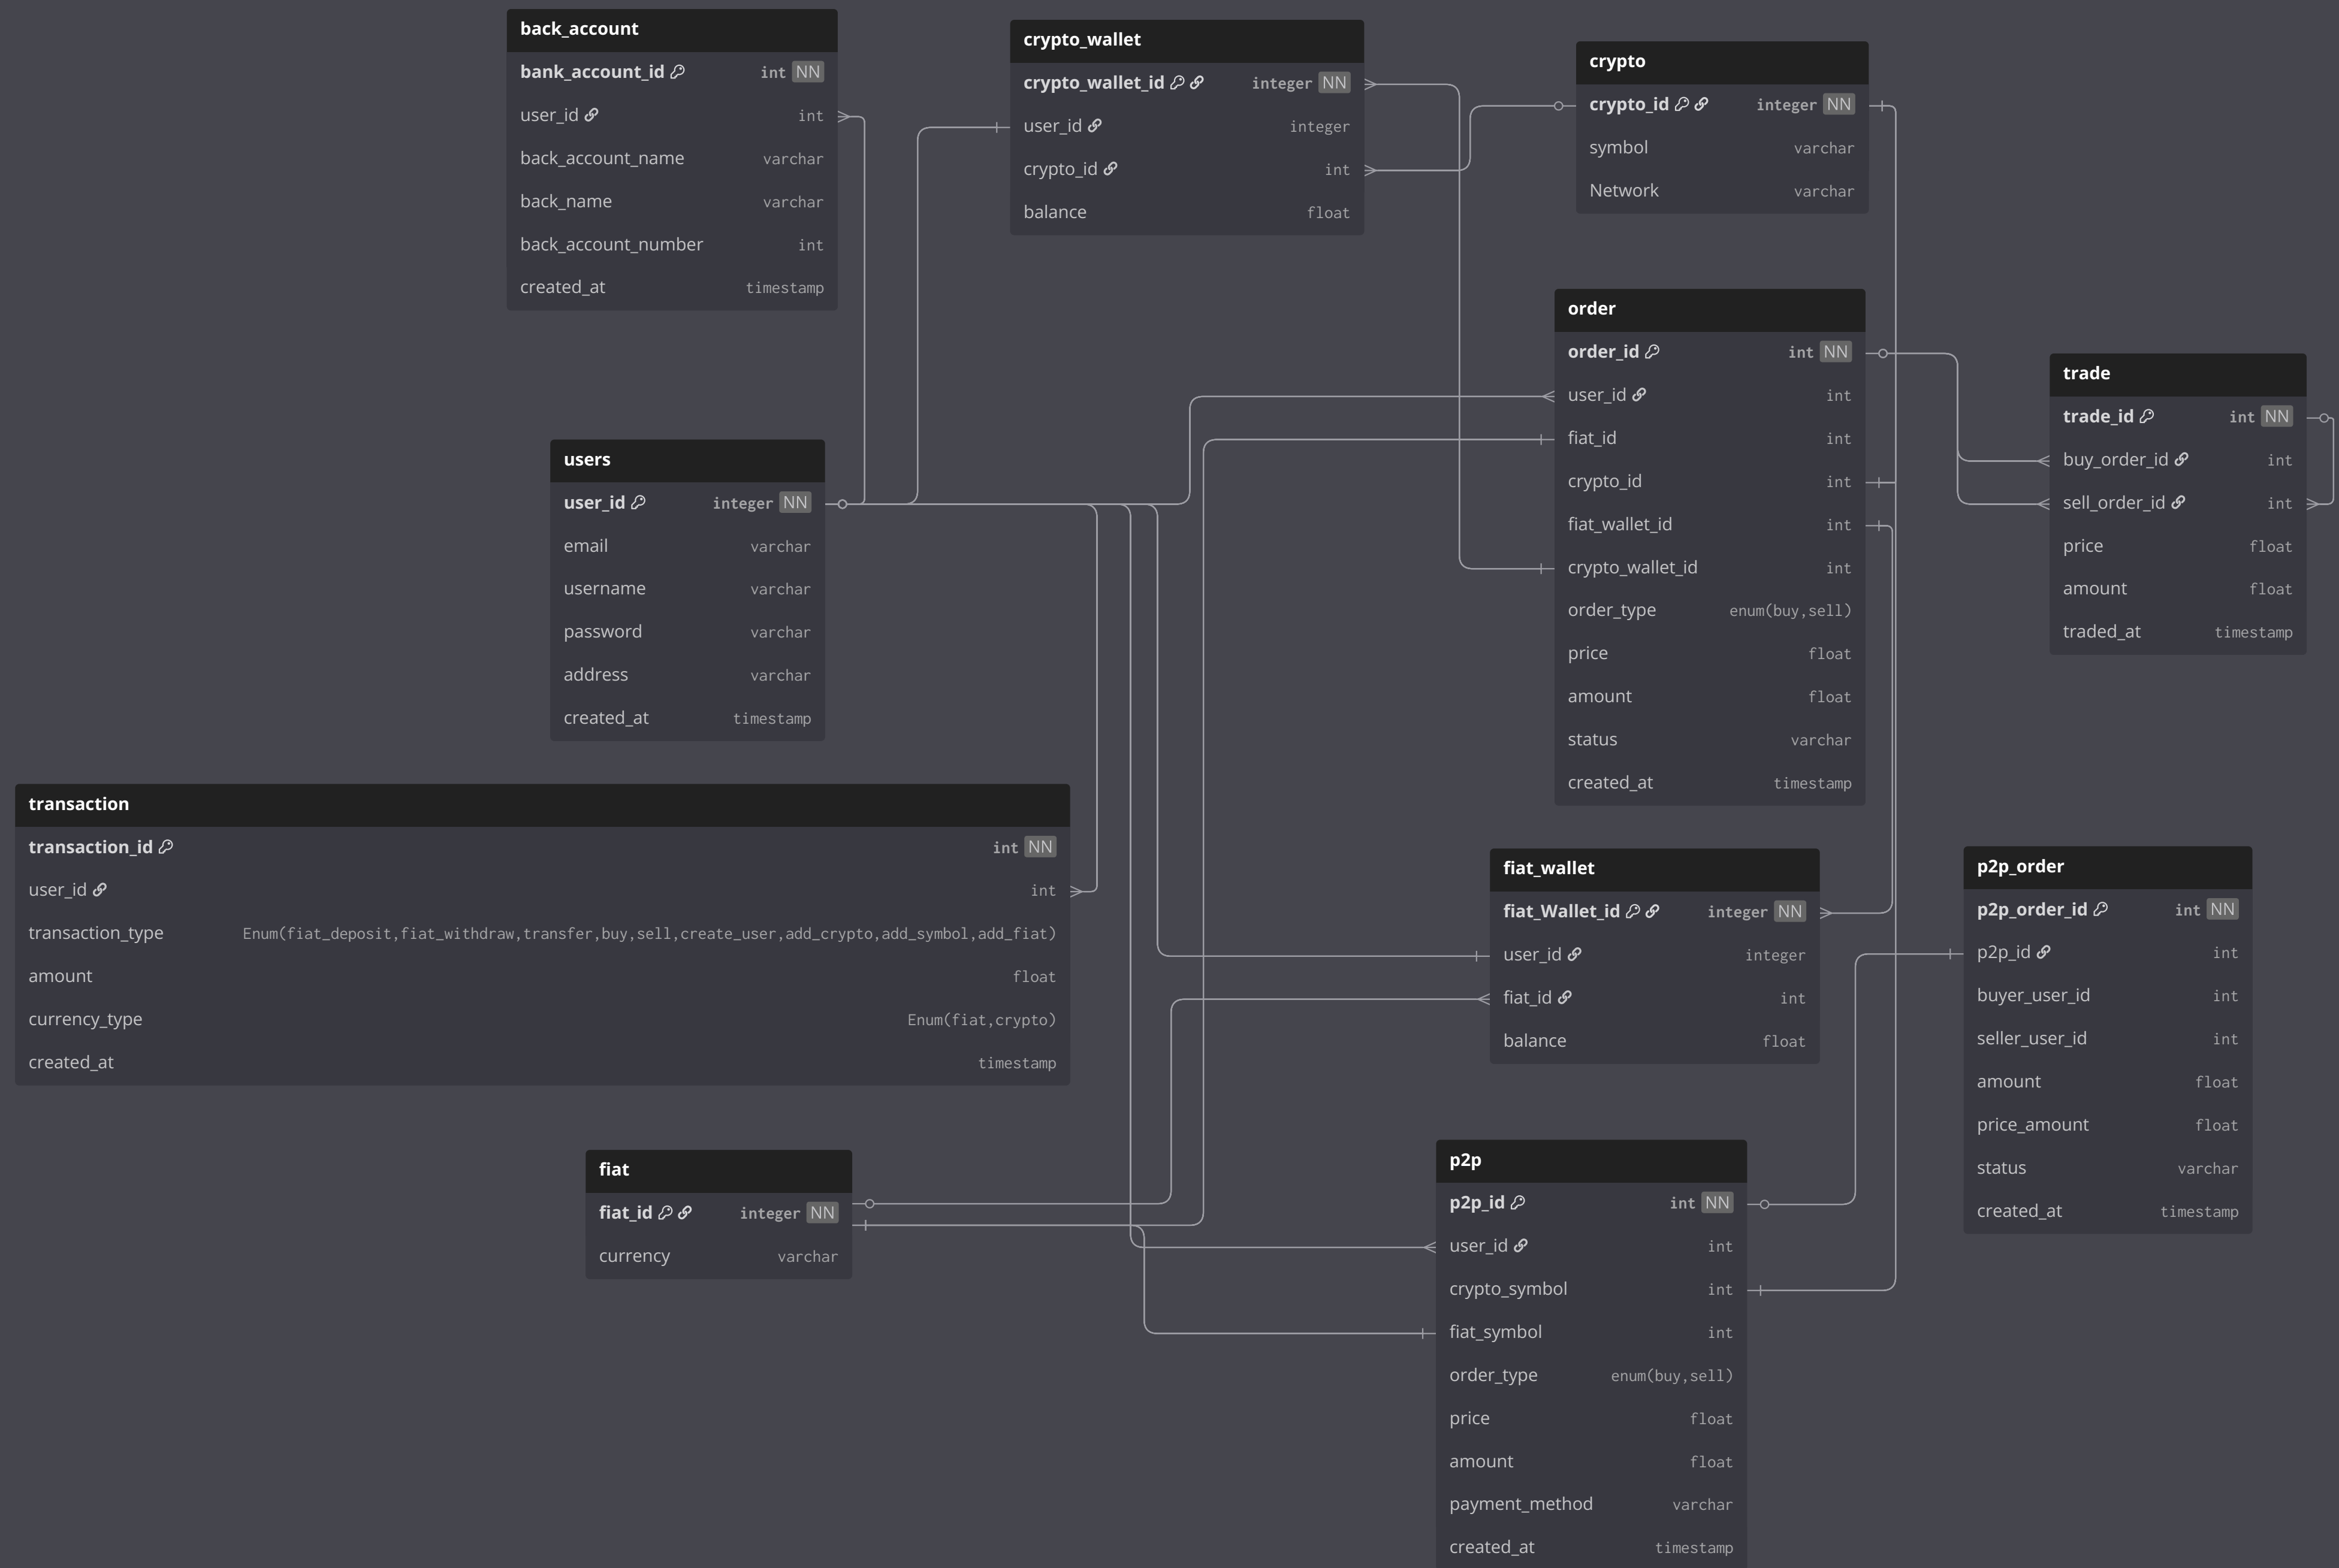 back_account
bank_account_id int NN
user_id int
back_account_name varchar
back_name varchar
back_account_number int
created_at timestamp
crypto_wallet
crypto_wallet_id integer NN
user_id integer
crypto_id int
balance float
crypto
crypto_id integer NN
symbol varchar
Network varchar
order
order_id int NN
user_id int
fiat_id int
crypto_id int
fiat_wallet_id int
crypto_wallet_id int
order_type enum(buy,sell)
price float
amount float
status varchar
created_at timestamp
trade
trade_id int NN
buy_order_id int
sell_order_id int
price float
amount float
traded_at timestamp
users
user_id integer NN
email varchar
username varchar
password varchar
address varchar
created_at timestamp
transaction
transaction_id int NN
user_id int
transaction_type Enum(fiat_deposit,fiat_withdraw,transfer,buy,sell,create_user,add_crypto,add_symbol,add_fiat)
amount float
currency_type Enum(fiat,crypto)
created_at timestamp
fiat_wallet
fiat_Wallet_id integer NN
user_id integer
fiat_id int
balance float
p2p_order
p2p_order_id int NN
p2p_id int
buyer_user_id int
seller_user_id int
amount float
price_amount float
status varchar
created_at timestamp
fiat
fiat_id integer NN
currency varchar
p2p
p2p_id int NN
user_id int
crypto_symbol int
fiat_symbol int
order_type enum(buy,sell)
price float
amount float
payment_method varchar
created_at timestamp